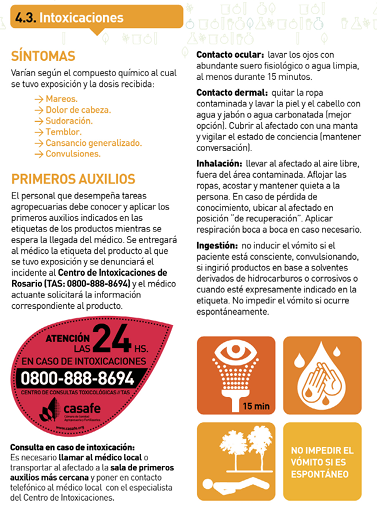 4.3. Intoxicaciones
SÍNTOMAS
Varían según el compuesto químico al cual
se tuvo exposición y la dosis recibida:
→ Mareos.
→ Dolor de cabeza.
→ Sudoración.
→ Temblor.
→ Cansancio generalizado.
→ Convulsiones.
PRIMEROS AUXILIOS
El personal que desempeña tareas
agropecuarias debe conocer y aplicar los
primeros auxilios indicados en las
etiquetas de los productos mientras se
espera la llegada del médico. Se entregará
al médico la etiqueta del producto al que
se tuvo exposición y se denunciará el
incidente al Centro de Intoxicaciones de
Rosario (TAS: 0800-888-8694) y el médico
actuante solicitará la información
correspondiente al producto.
ATENCIÓN
LAS 24 HS.
EN CASO DE INTOXICACIONES
0800-888-8694
CENTRO DE CONSULTAS TOXICOLÓGICAS - TAS
casafe
www.casafe.org
Consulta en caso de intoxicación:
Es necesario llamar al médico local o
transportar al afectado a la sala de primeros
auxilios más cercana y poner en contacto
telefónico al médico local con el especialista
del Centro de Intoxicaciones.
Contacto ocular: lavar los ojos con
abundante suero fisiológico o agua limpia,
al menos durante 15 minutos.
Contacto dermal: quitar la ropa
contaminada y lavar la piel y el cabello con
agua y jabón o agua carbonatada (mejor
opción). Cubrir al afectado con una manta
y vigilar el estado de conciencia (mantener
conversación).
Inhalación: llevar al afectado al aire libre,
fuera del área contaminada. Aflojar las
ropas, acostar y mantener quieta a la
persona. En caso de pérdida de
conocimiento, ubicar al afectado en
posición “de recuperación”. Aplicar
respiración boca a boca en caso necesario.
Ingestión: no inducir el vómito si el
paciente está consciente, convulsionando,
si ingirió productos en base a solventes
derivados de hidrocarburos o corrosivos o
cuando esté expresamente indicado en la
etiqueta. No impedir el vómito si ocurre
espontáneamente.
15 min
NO IMPEDIR EL
VÓMITO SI ES
ESPONTÁNEO